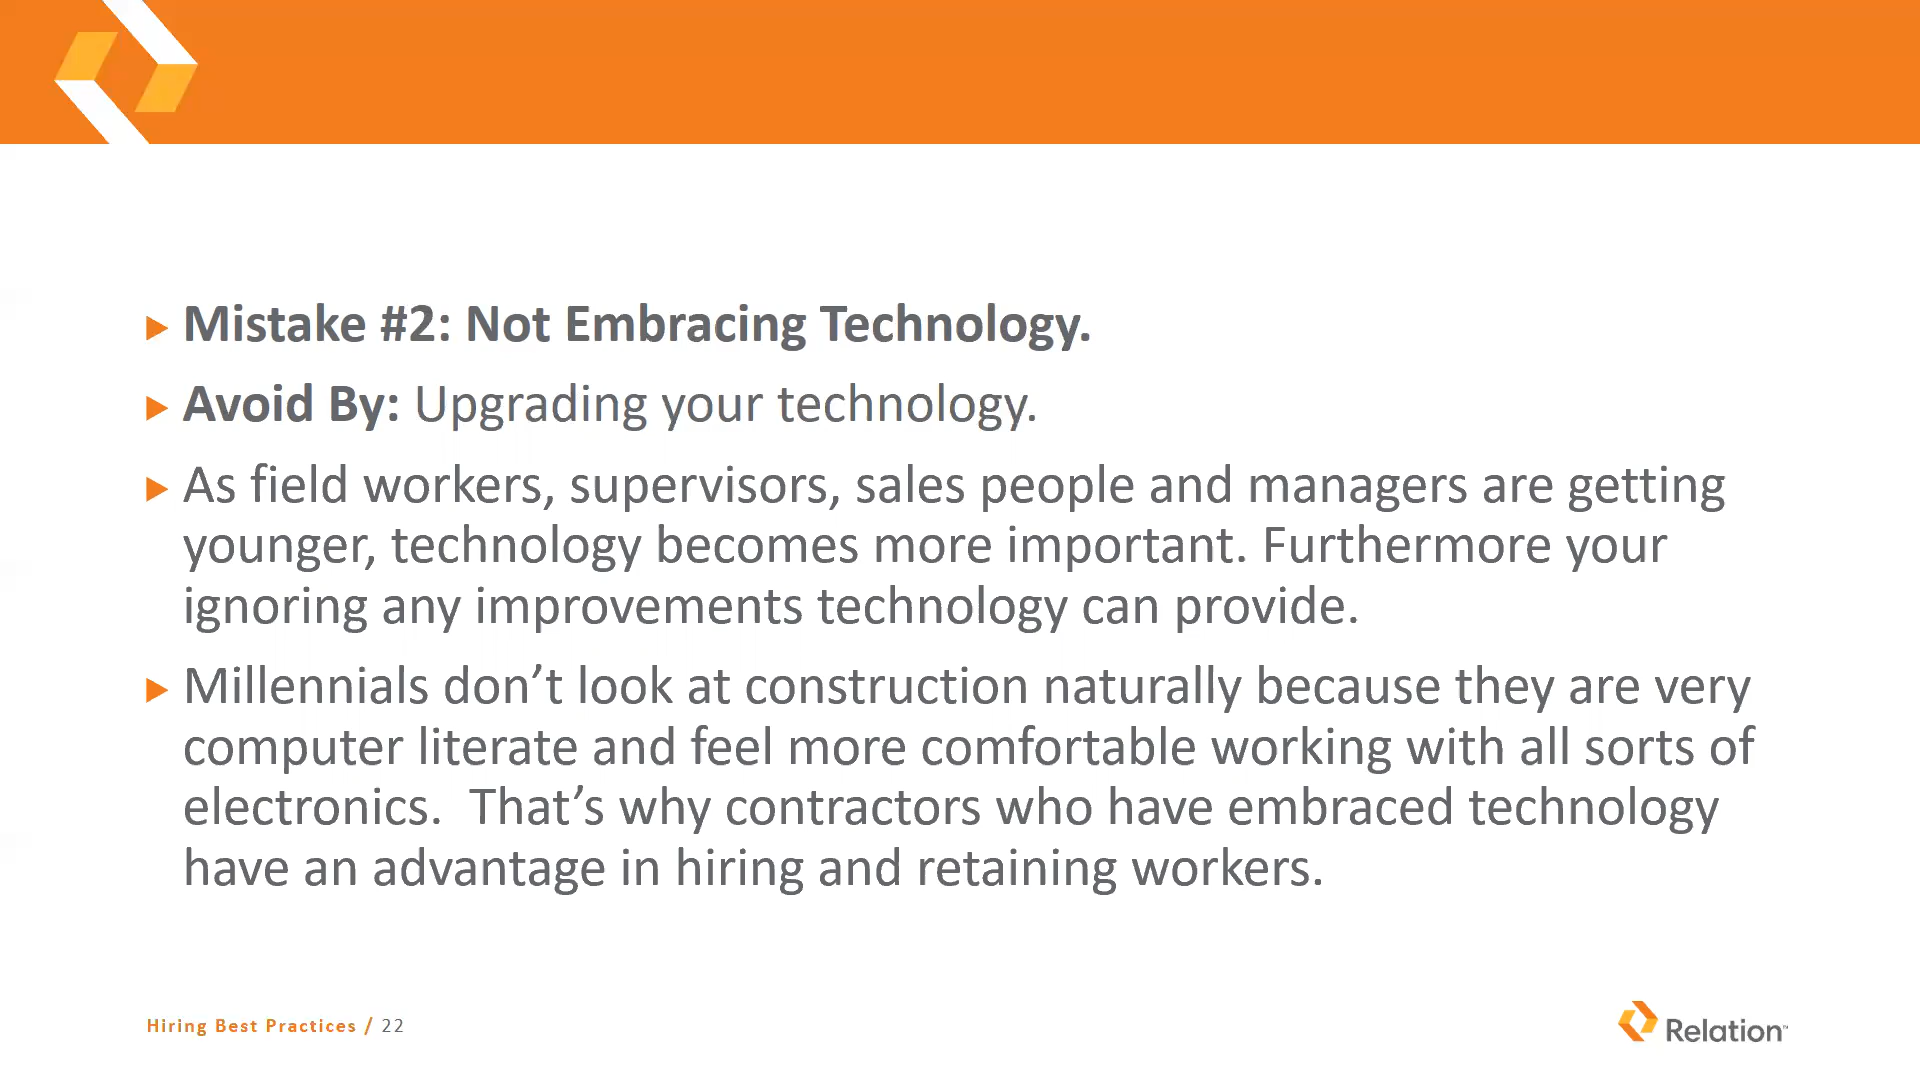 Mistake #2: Not Embracing Technology.
Avoid By: Upgrading your technology.
As field workers, supervisors, sales people and managers are getting
younger, technology becomes more important. Furthermore your
ignoring any improvements technology can provide.
Millennials don’t look at construction naturally because they are very
computer literate and feel more comfortable working with all sorts of
electronics.  That’s why contractors who have embraced technology
have an advantage in hiring and retaining workers.
Hiring Best Practices / 22
Relation™